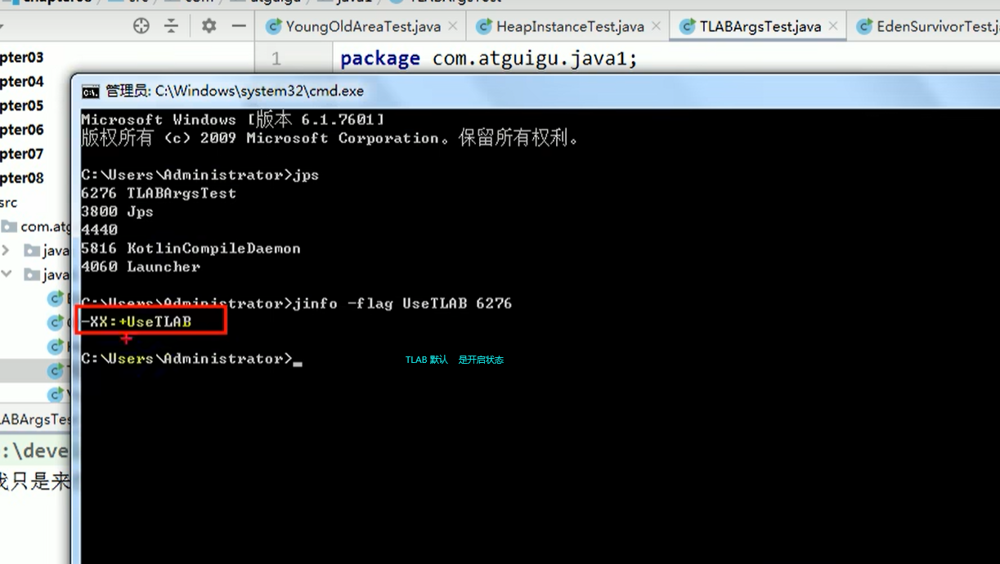 YoungOldAreaTest.java
HeapInstanceTest.java
TLABArgsTest.java
EdenSurvivorTest.j
1 package com.atguigu.java1;
pter03
pter04
pter05
pter06
pter07
pter08
src
com.atg
java
java
管理员: C:\Windows\system32\cmd.exe
Microsoft Windows [版本 6.1.7601]
版权所有 (c) 2009 Microsoft Corporation。保留所有权利。
C:\Users\Administrator>jps
6276 TLABArgsTest
3800 Jps
4440
5816 KotlinCompileDaemon
4060 Launcher
C:\Users\Administrator>jinfo -flag UseTLAB 6276
-XX:+UseTLAB
C:\Users\Administrator>_
TLAB 默认 是开启状态
LABArgsTes
:\deve
我只是来